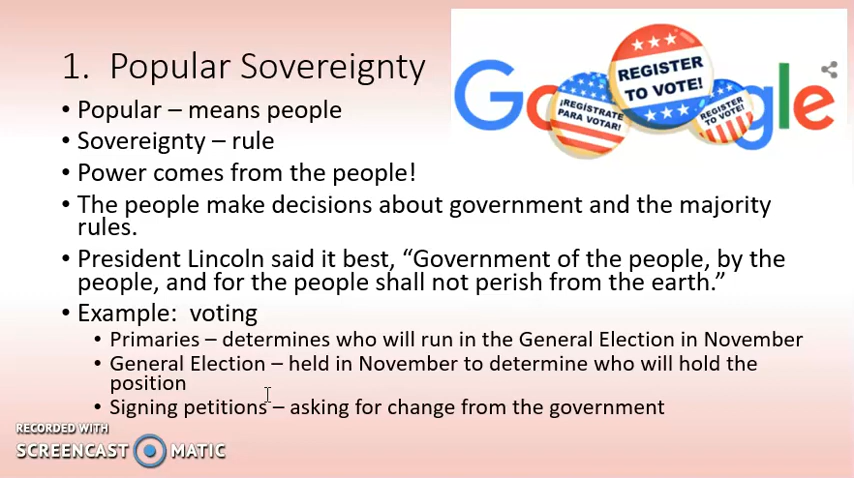 1. Popular Sovereignty
Google
REGISTER
TO VOTE!
¡REGÍSTRATE
PARA VOTAR!
REGISTER
TO VOTE!
• Popular – means people
• Sovereignty – rule
• Power comes from the people!
• The people make decisions about government and the majority
rules.
• President Lincoln said it best, “Government of the people, by the
people, and for the people shall not perish from the earth.”
• Example: voting
• Primaries – determines who will run in the General Election in November
• General Election – held in November to determine who will hold the
position
• Signing petitions – asking for change from the government
RECORDED WITH
SCREENCAST MATIC